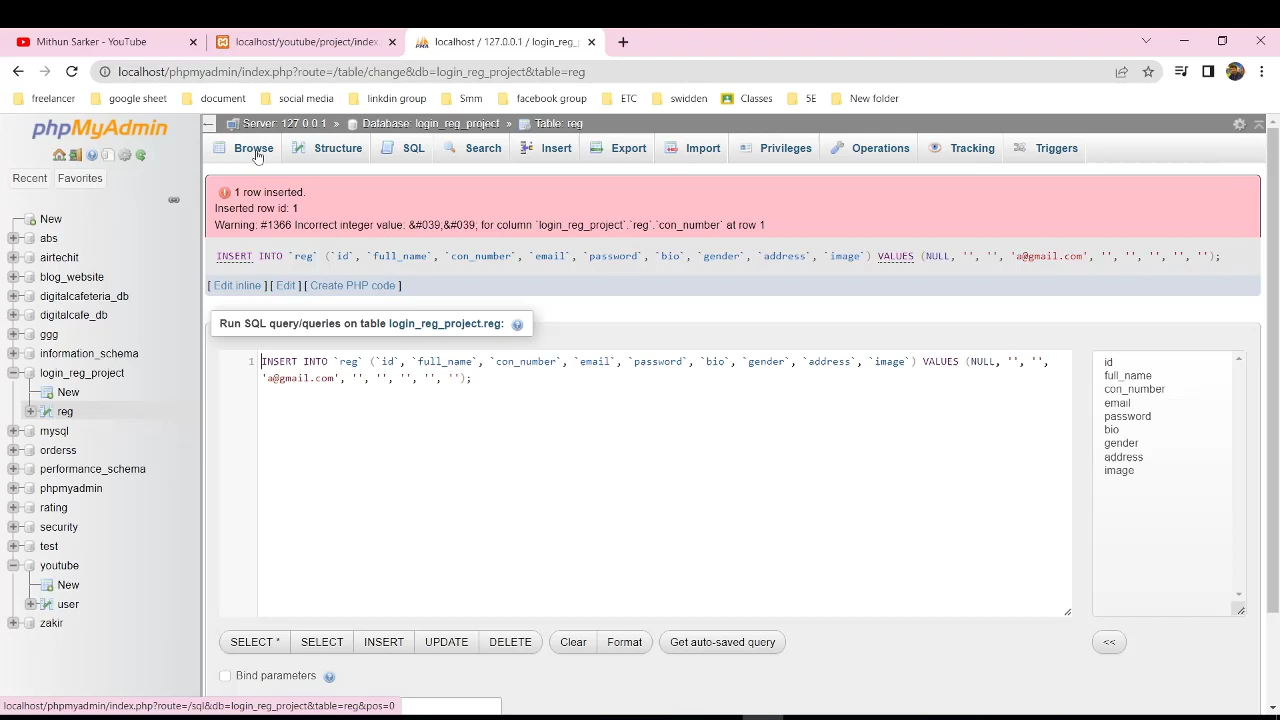 Mithun Sarker - YouTube
localhost/youtube/project/index.
localhost / 127.0.0.1 / login_reg_
localhost/phpmyadmin/index.php?route=/table/change&db=login_reg_project&table=reg
freelancer google sheet document social media linkdin group Smm facebook group ETC swidden Classes 5E New folder
phpMyAdmin
Recent Favorites
New
abs
airtechit
blog_website
digitalcafeteria_db
digitalcafe_db
ggg
information_schema
login_reg_project
New
reg
mysql
orderss
performance_schema
phpmyadmin
rating
security
test
youtube
New
user
zakir
Server: 127.0.0.1 » Database: login_reg_project » Table: reg
Browse Structure SQL Search Insert Export Import Privileges Operations Tracking Triggers
1 row inserted.
Inserted row id: 1
Warning: #1366 Incorrect integer value: &#039;&#039; for column `login_reg_project`.`reg`.`con_number` at row 1
INSERT INTO `reg` (`id`, `full_name`, `con_number`, `email`, `password`, `bio`, `gender`, `address`, `image`) VALUES (NULL, '', '', 'a@gmail.com', '', '', '', '', '');
[ Edit inline ] [ Edit ] [ Create PHP code ]
Run SQL query/queries on table login_reg_project.reg:
1 INSERT INTO `reg` (`id`, `full_name`, `con_number`, `email`, `password`, `bio`, `gender`, `address`, `image`) VALUES (NULL, '', '',
'a@gmail.com', '', '', '', '', '');
id
full_name
con_number
email
password
bio
gender
address
image
SELECT * SELECT INSERT UPDATE DELETE Clear Format Get auto-saved query <<
Bind parameters
localhost/phpmyadmin/index.php?route=/sql&db=login_reg_project&table=reg&pos=0